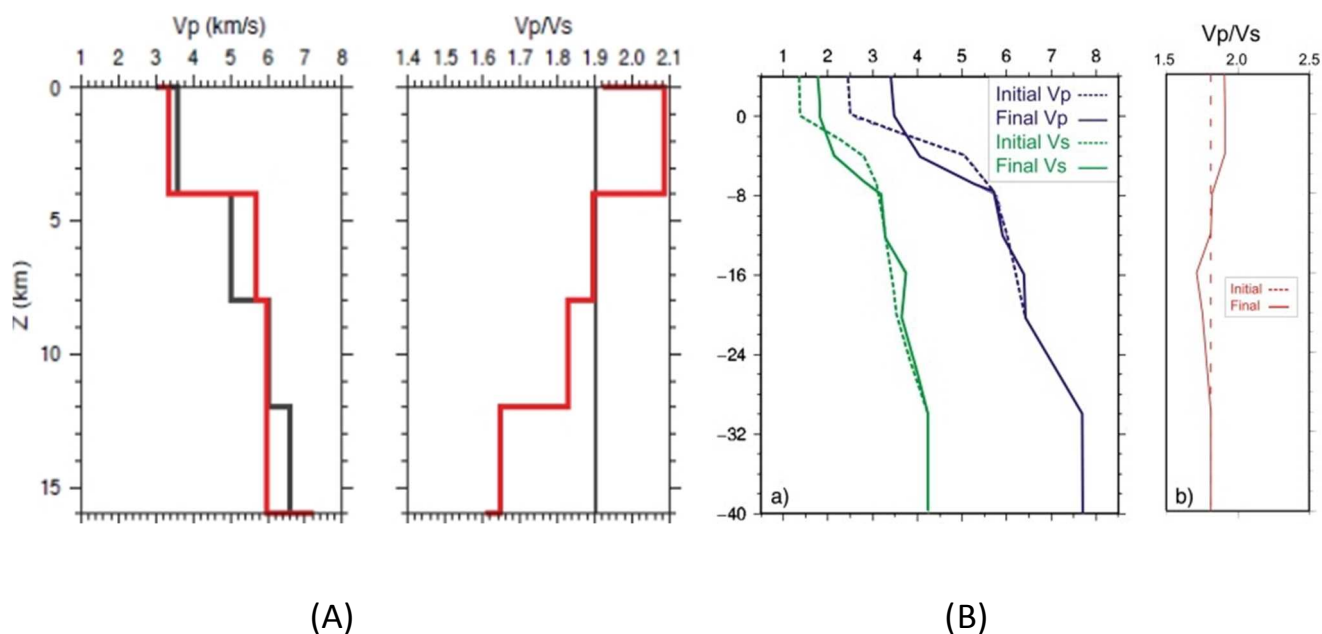 Vp (km/s)
1 2 3 4 5 6 7 8
Z (km)
0
5
10
15
Vp/Vs
1.4 1.5 1.6 1.7 1.8 1.9 2.0 2.1
1 2 3 4 5 6 7 8
Initial Vp
Final Vp
Initial Vs
Final Vs
0
−8
−16
−24
−32
−40
a)
Vp/Vs
1.5 2.0 2.5
Initial
Final
b)
(A)
(B)